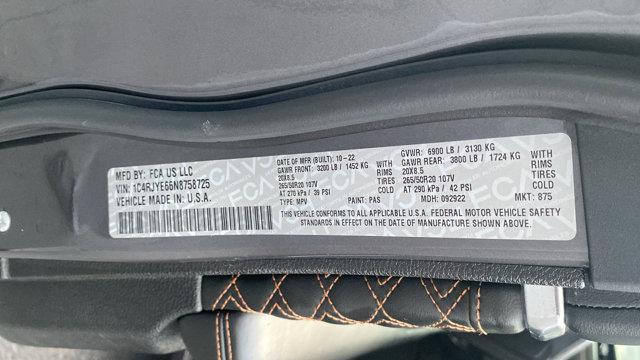 MFD BY: FCA US LLC
DATE OF MFR (BUILT): 10-22
GVWR: 6900 LB / 3130 KG
GAWR FRONT: 3200 LB / 1452 KG WITH
GAWR REAR: 3800 LB / 1724 KG WITH
20X8.5 RIMS
20X8.5 RIMS
265/50R20 107V TIRES
265/50R20 107V TIRES
AT 270 kPa / 39 PSI COLD
AT 290 kPa / 42 PSI COLD
VIN: 1C4RJYE66N8758725
VEHICLE MADE IN: U.S.A.
TYPE: MPV PAINT: PAS MDH: 092922 MKT: 875
THIS VEHICLE CONFORMS TO ALL APPLICABLE U.S.A. FEDERAL MOTOR VEHICLE SAFETY
STANDARDS IN EFFECT ON THE DATE OF MANUFACTURE SHOWN ABOVE.